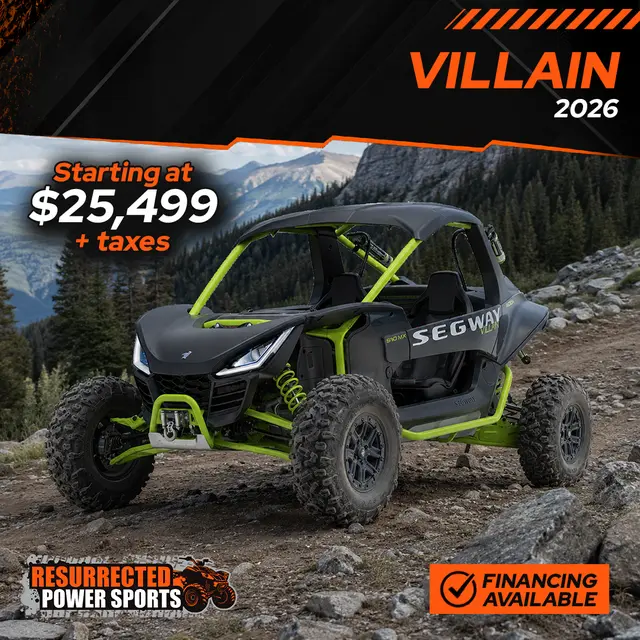 VILLAIN
2026
Starting at
$25,499
+ taxes
SEGWAY
RESURRECTED
POWER SPORTS
FINANCING
AVAILABLE